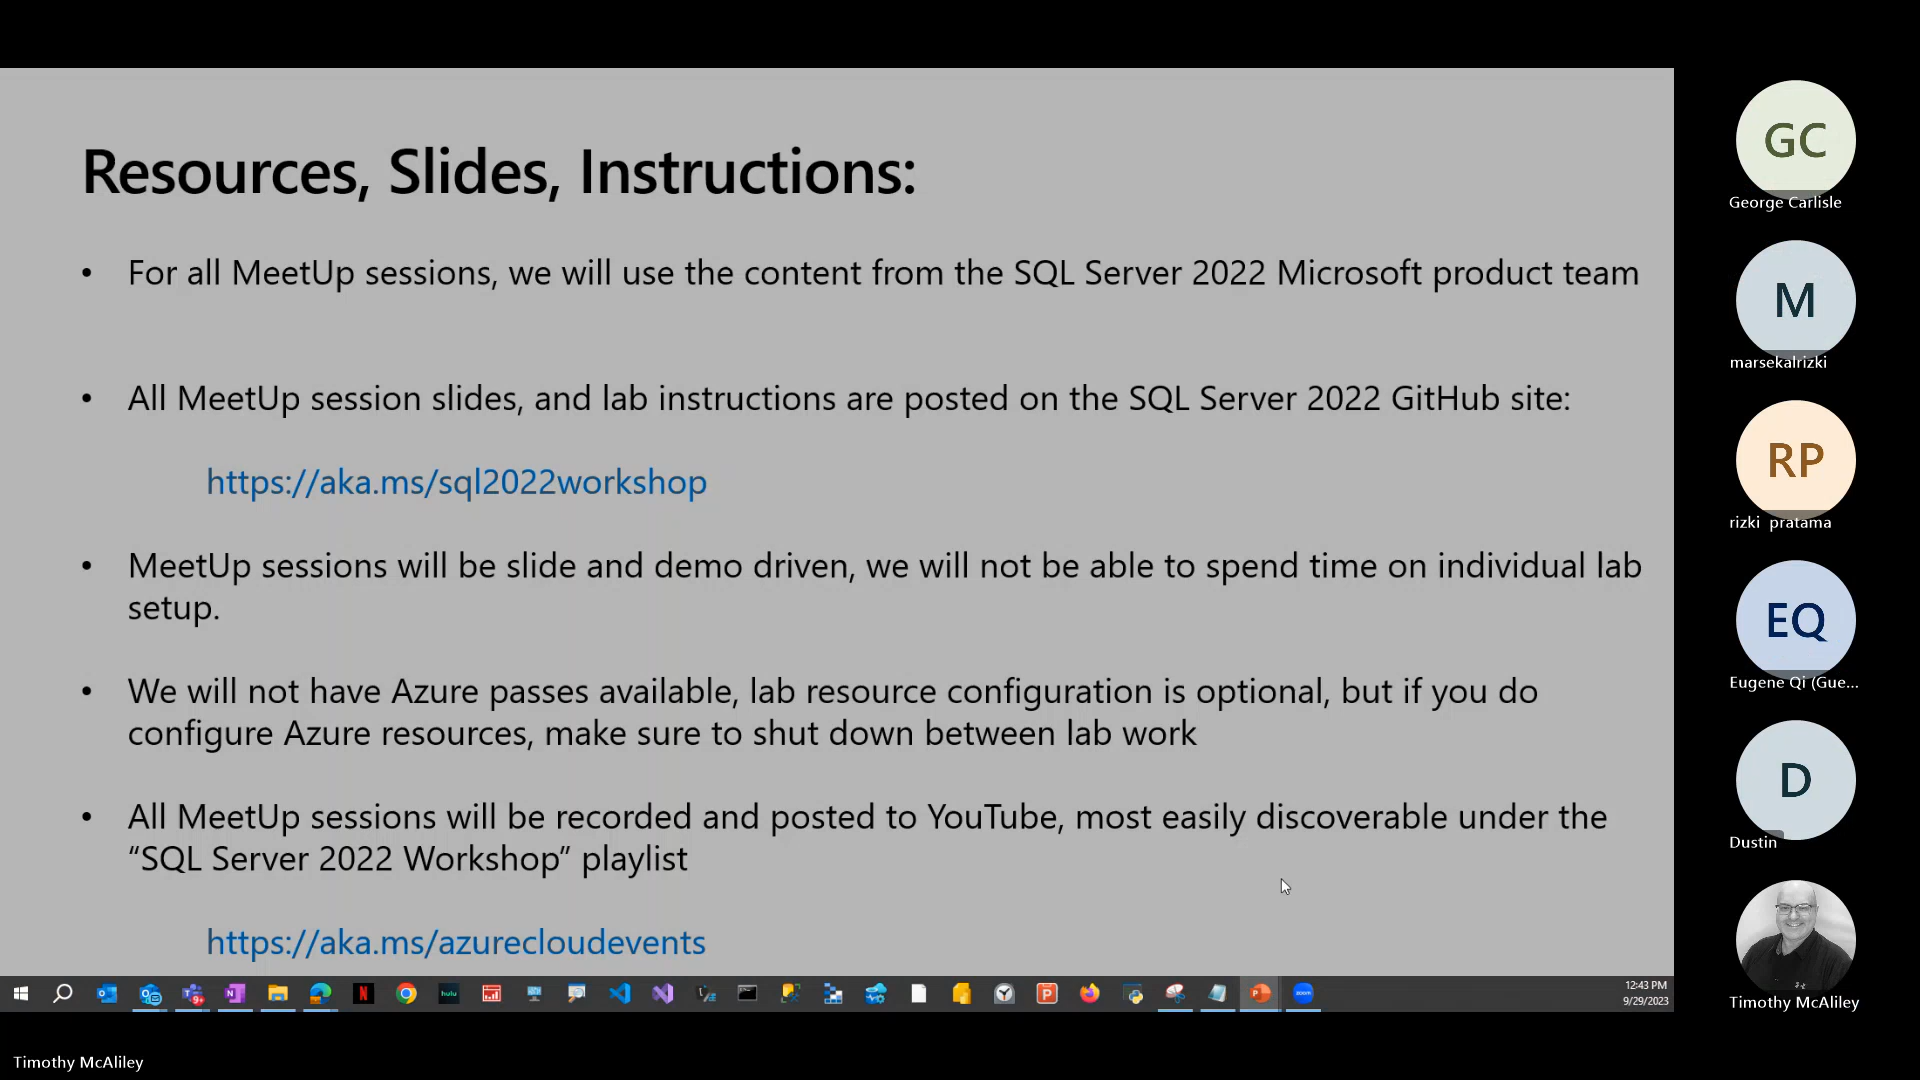 Resources, Slides, Instructions:
• For all MeetUp sessions, we will use the content from the SQL Server 2022 Microsoft product team
• All MeetUp session slides, and lab instructions are posted on the SQL Server 2022 GitHub site:
https://aka.ms/sql2022workshop
• MeetUp sessions will be slide and demo driven, we will not be able to spend time on individual lab
setup.
• We will not have Azure passes available, lab resource configuration is optional, but if you do
configure Azure resources, make sure to shut down between lab work
• All MeetUp sessions will be recorded and posted to YouTube, most easily discoverable under the
“SQL Server 2022 Workshop” playlist
https://aka.ms/azurecloudevents
GC
George Carlisle
M
marsekalrizki
RP
rizki pratama
EQ
Eugene Qi (Gue...
D
Dustin
Timothy McAliley
hulu
zoom
12:43 PM
9/29/2023
Timothy McAliley